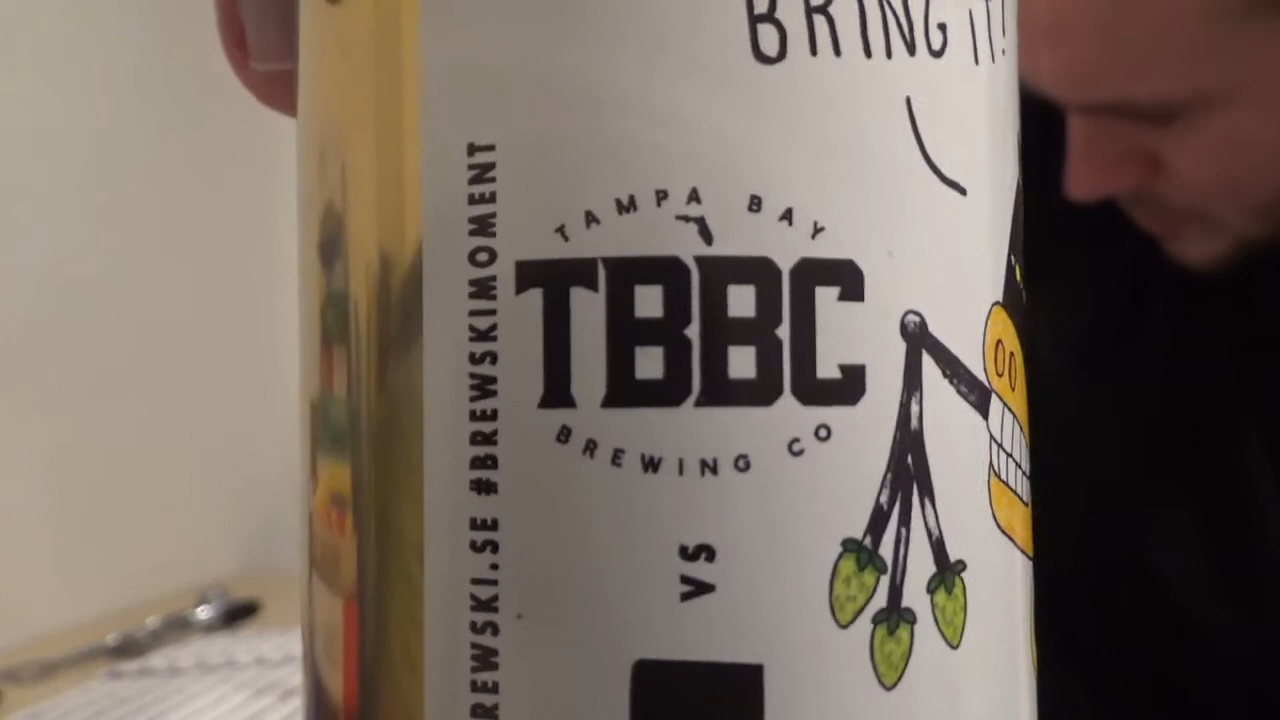 BRING IT!
TAMPA BAY
TBBC
BREWING CO
VS
REWSKI.SE #BREWSKIMOMENT